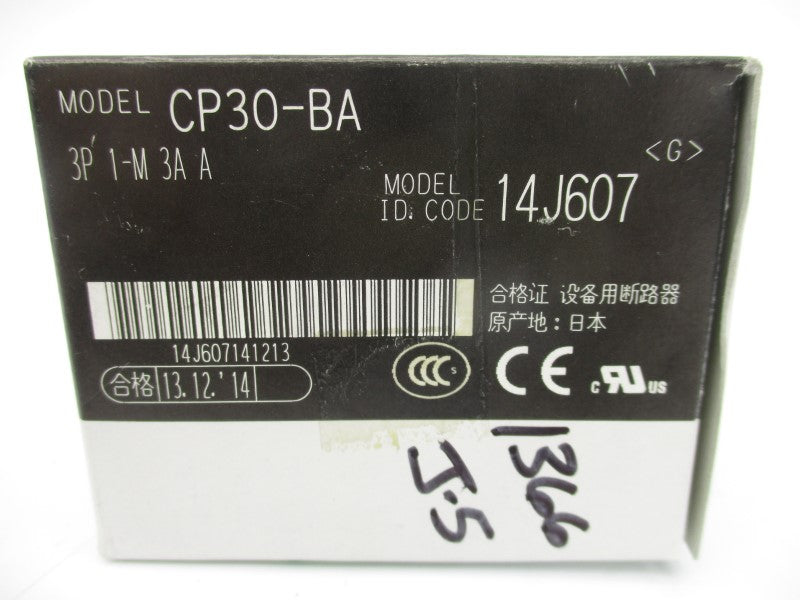 MODEL CP30-BA
3P 1-M 3A A
<G>
MODEL
ID. CODE 14J607
合格证 设备用断路器
原产地：日本
14J607141213
合格 13.12.'14
CCC S
CE
c RU US
1366
J.5